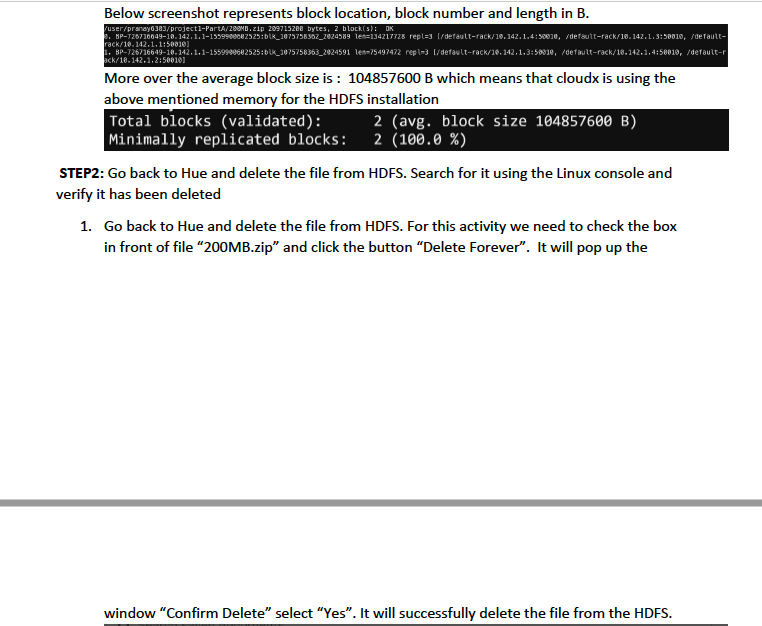 Below screenshot represents block location, block number and length in B.
/user/pranay6383/project1-PartA/200MB.zip 209715200 bytes, 2 block(s):  OK
0. BP-726716649-10.142.1.1-1559900602525:blk_1075758362_2024589 len=134217728 repl=3 [/default-rack/10.142.1.4:50010, /default-rack/10.142.1.3:50010, /default-
rack/10.142.1.1:50010]
1. BP-726716649-10.142.1.1-1559900602525:blk_1075758363_2024591 len=75497472 repl=3 [/default-rack/10.142.1.3:50010, /default-rack/10.142.1.4:50010, /default-r
ack/10.142.1.2:50010]
More over the average block size is : 104857600 B which means that cloudx is using the
above mentioned memory for the HDFS installation
Total blocks (validated):      2 (avg. block size 104857600 B)
Minimally replicated blocks:   2 (100.0 %)
STEP2: Go back to Hue and delete the file from HDFS. Search for it using the Linux console and
verify it has been deleted
1. Go back to Hue and delete the file from HDFS. For this activity we need to check the box
in front of file “200MB.zip” and click the button “Delete Forever”. It will pop up the
window “Confirm Delete” select “Yes”. It will successfully delete the file from the HDFS.